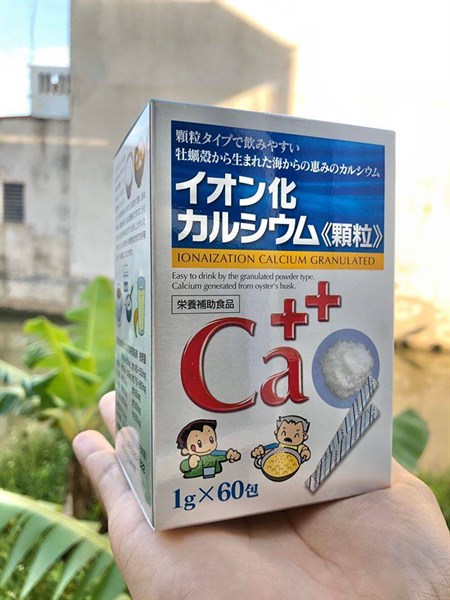 顆粒タイプで飲みやすい
牡蠣殻から生まれた海からの恵みのカルシウム
イオン化
カルシウム《顆粒》
IONAIZATION CALCIUM GRANULATED
Easy to drink by the granulated powder type.
Calcium generated from oyster's husk.
栄養補助食品
Ca++
1g×60包